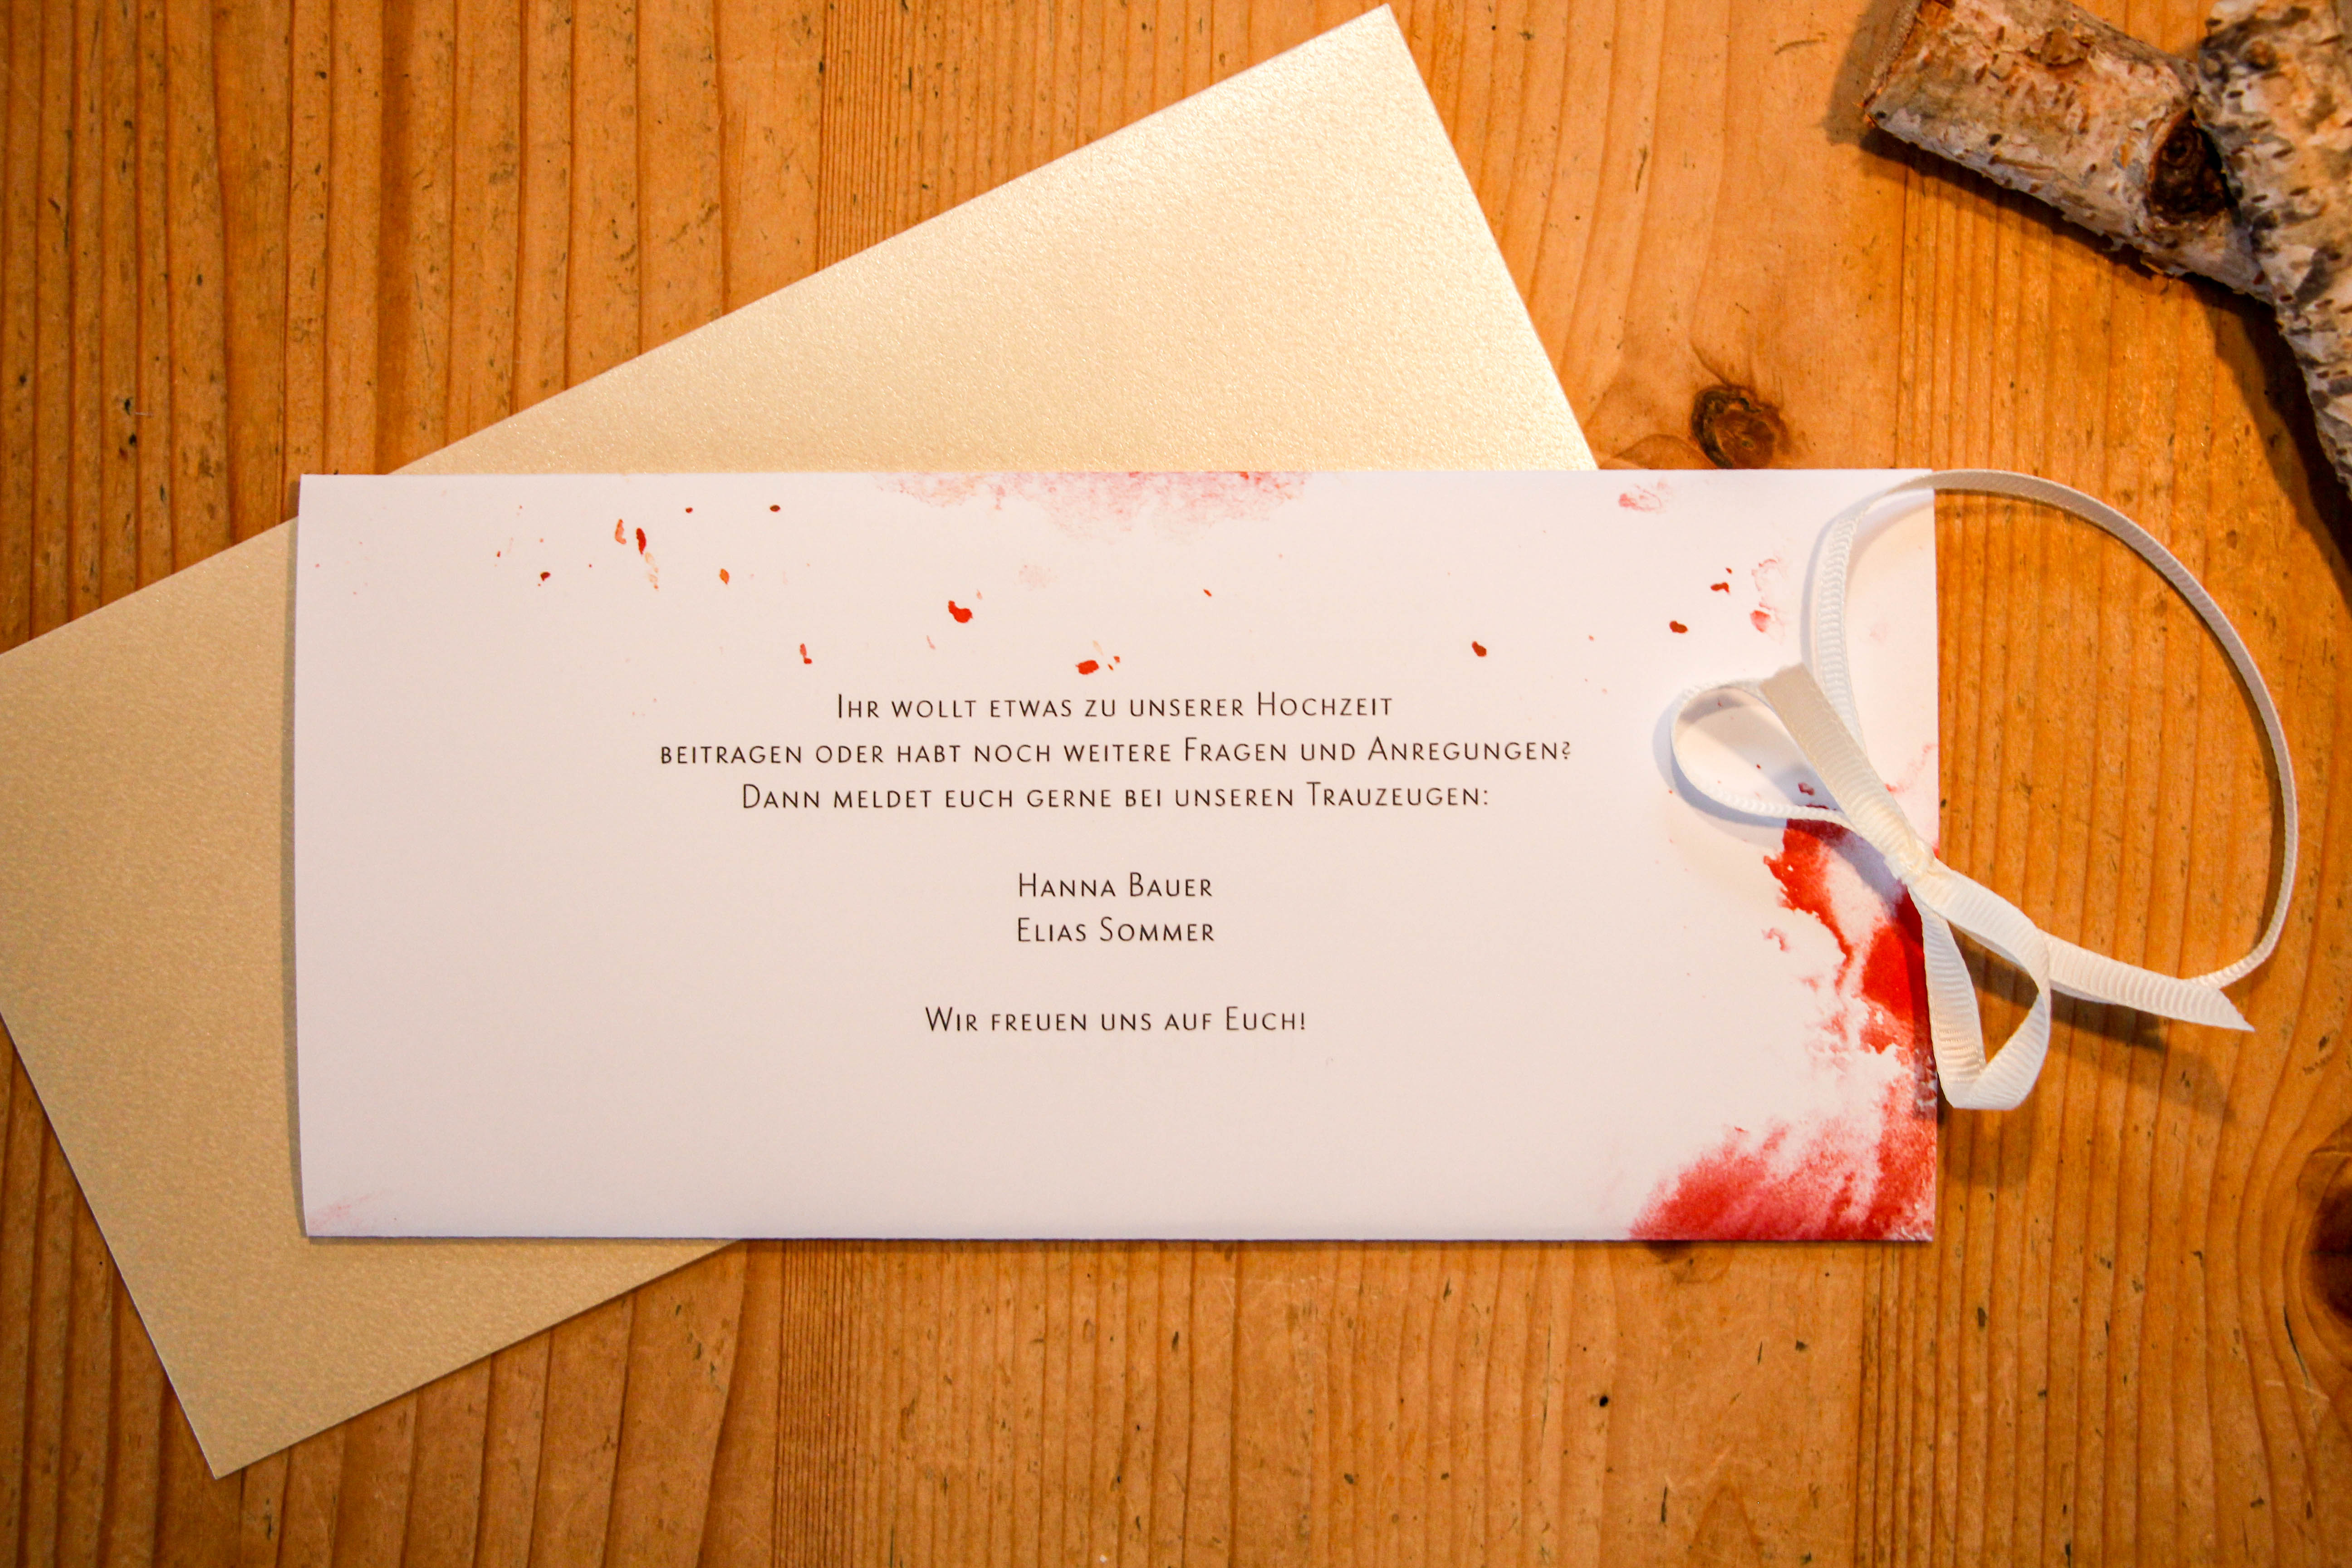 Ihr wollt etwas zu unserer Hochzeit
beitragen oder habt noch weitere Fragen und Anregungen?
Dann meldet euch gerne bei unseren Trauzeugen:
Hanna Bauer
Elias Sommer
Wir freuen uns auf Euch!